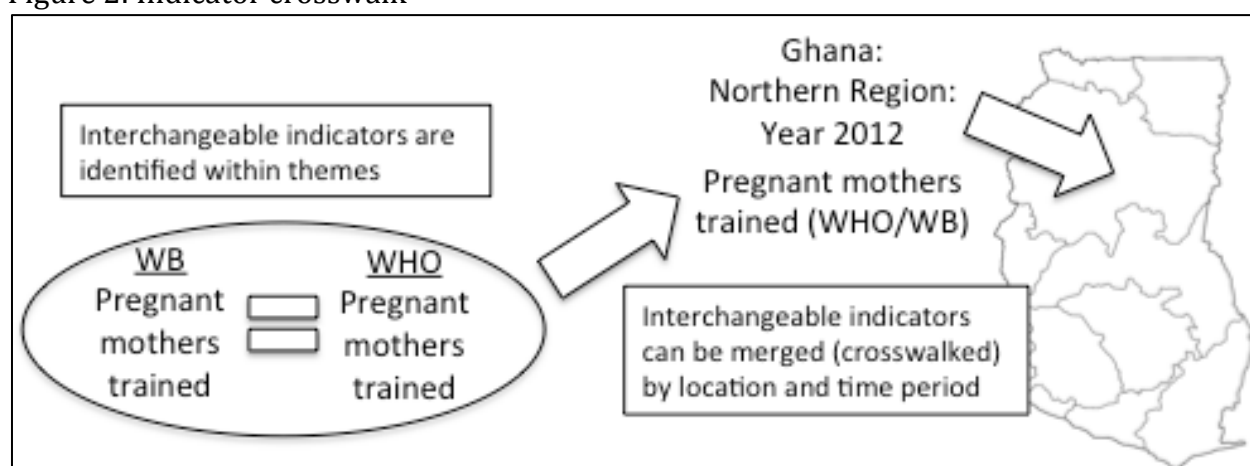 Figure 2: Indicator crosswalk
Interchangeable indicators are
identified within themes
WB
Pregnant
mothers
trained
WHO
Pregnant
mothers
trained
Ghana:
Northern Region:
Year 2012
Pregnant mothers
trained (WHO/WB)
Interchangeable indicators
can be merged (crosswalked)
by location and time period